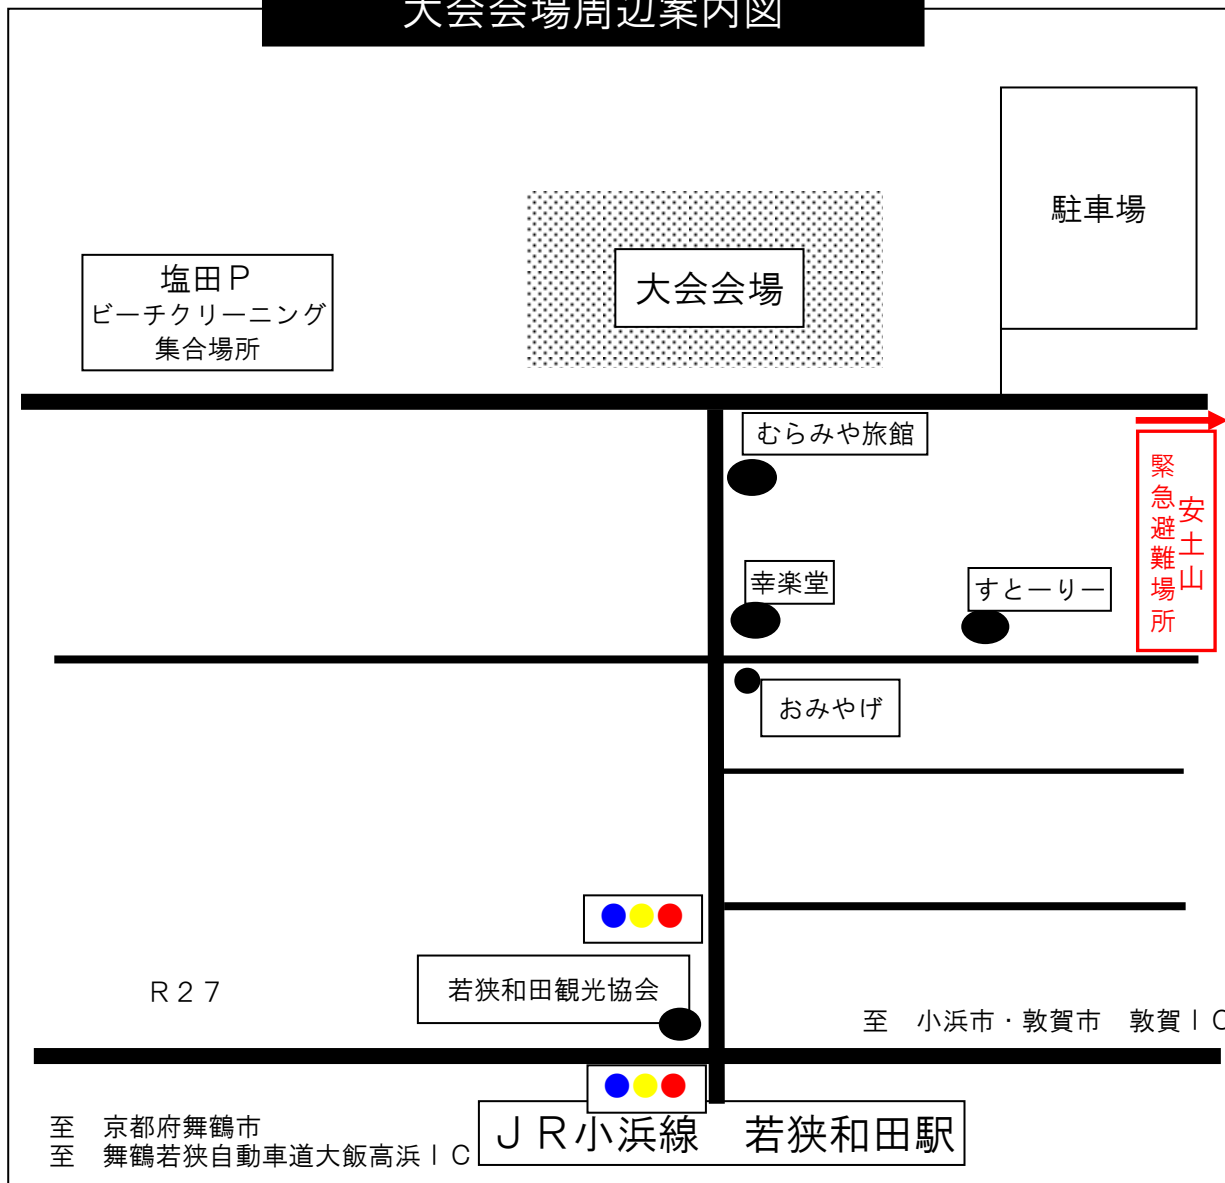 大会会場周辺案内図
駐車場
大会会場
塩田Ｐ
ビーチクリーニング
集合場所
むらみや旅館
緊急避難場所
安土山
幸楽堂
すとーりー
おみやげ
Ｒ２７
若狭和田観光協会
至　小浜市・敦賀市　敦賀ＩＣ
ＪＲ小浜線　若狭和田駅
至　京都府舞鶴市
至　舞鶴若狭自動車道大飯高浜ＩＣ